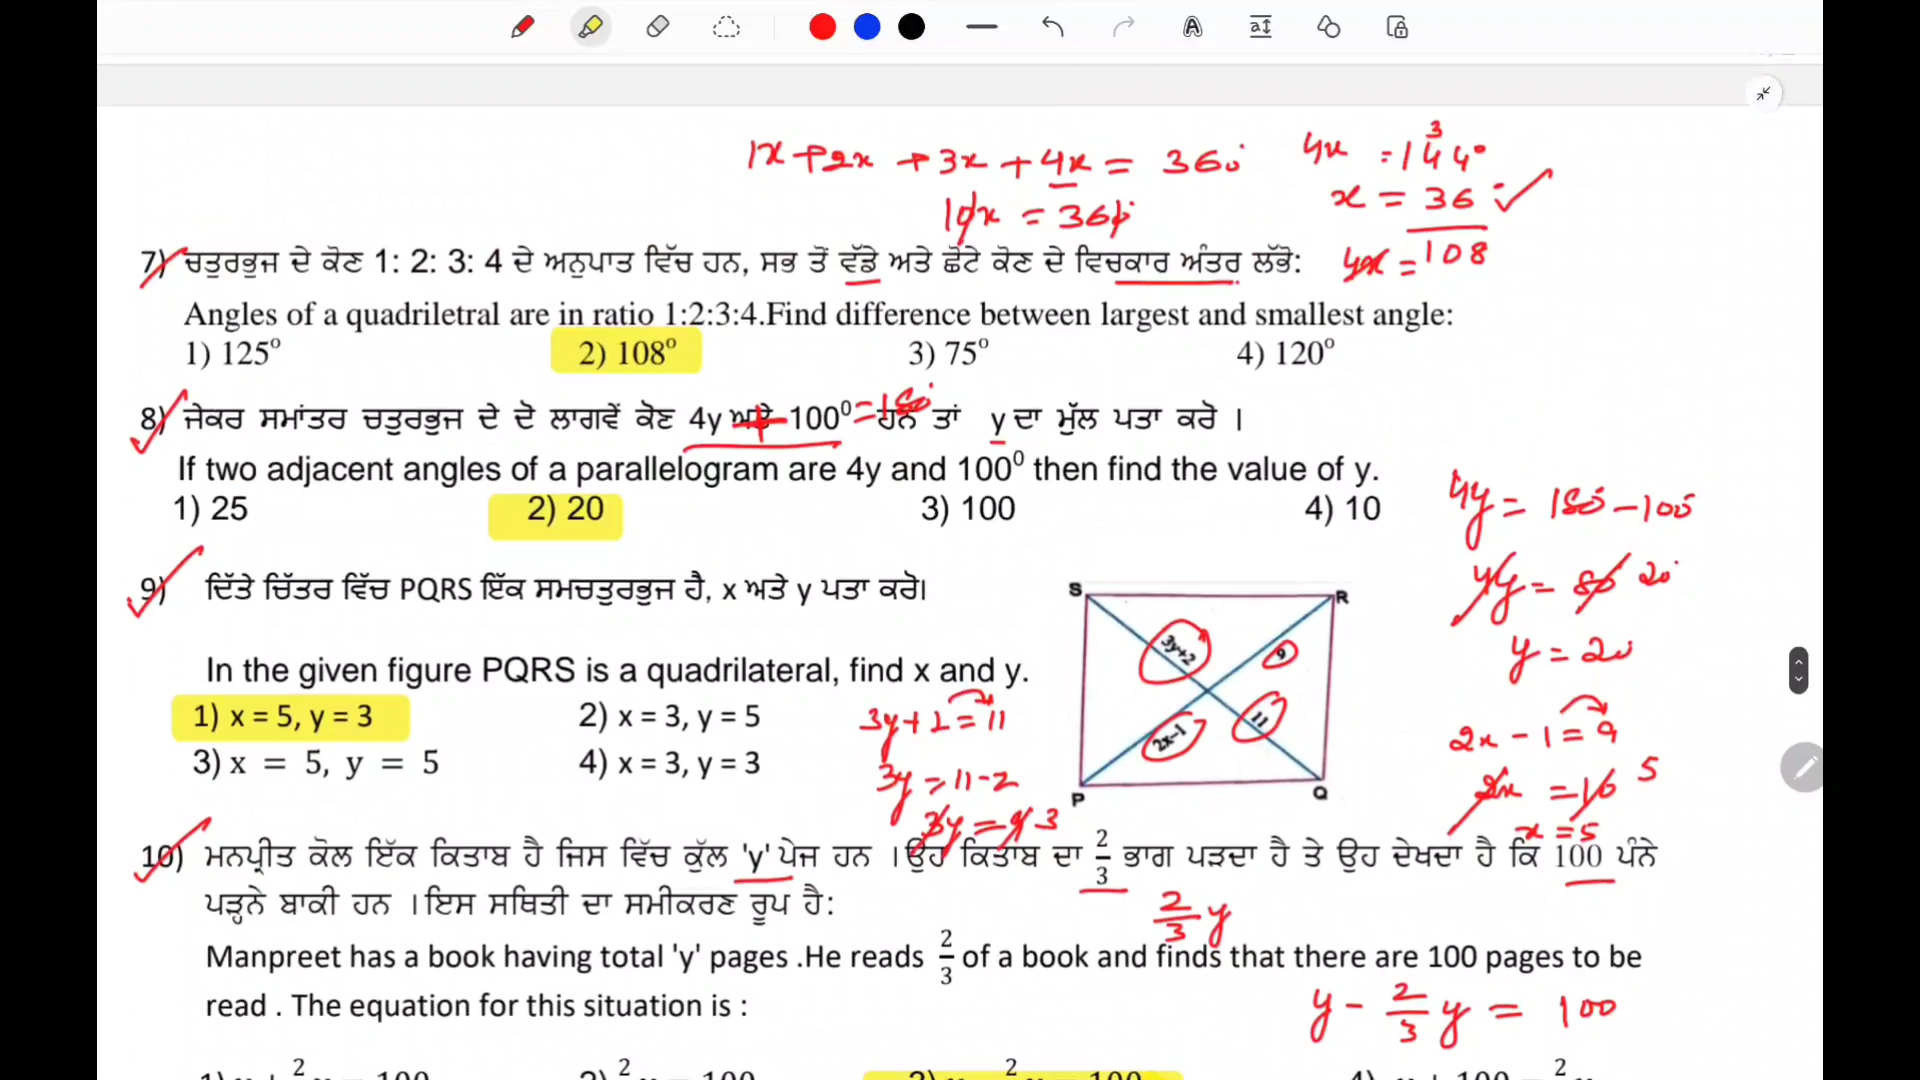 1x + 2x + 3x + 4x = 360°
10x = 360°
4x = 144°
x = 36°
= 108
7) ਚਤੁਰਭੁਜ ਦੇ ਕੋਣ 1: 2: 3: 4 ਦੇ ਅਨੁਪਾਤ ਵਿੱਚ ਹਨ, ਸਭ ਤੋਂ ਵੱਡੇ ਅਤੇ ਛੋਟੇ ਕੋਣ ਦੇ ਵਿਚਕਾਰ ਅੰਤਰ ਲੱਭੋ:
Angles of a quadriletral are in ratio 1:2:3:4.Find difference between largest and smallest angle:
1) 125° 2) 108° 3) 75° 4) 120°
8) ਜੇਕਰ ਸਮਾਂਤਰ ਚਤੁਰਭੁਜ ਦੇ ਦੋ ਲਾਗਵੇਂ ਕੋਣ 4y ਅਤੇ 100⁰ ਹਨ ਤਾਂ y ਦਾ ਮੁੱਲ ਪਤਾ ਕਰੋ ।
+ = 180°
If two adjacent angles of a parallelogram are 4y and 100⁰ then find the value of y.
1) 25 2) 20 3) 100 4) 10
4y = 180° - 100°
4y = 80 20°
y = 20
9) ਦਿੱਤੇ ਚਿੱਤਰ ਵਿੱਚ PQRS ਇੱਕ ਸਮਚਤੁਰਭੁਜ ਹੈ, x ਅਤੇ y ਪਤਾ ਕਰੋ।
In the given figure PQRS is a quadrilateral, find x and y.
1) x = 5, y = 3 2) x = 3, y = 5
3) x = 5, y = 5 4) x = 3, y = 3
S R
3y+2 9
2x-1 11
P Q
3y + 2 = 11
3y = 11 - 2
3y = 9 3
2x - 1 = 9
2x = 10 5
x = 5
10) ਮਨਪ੍ਰੀਤ ਕੋਲ ਇੱਕ ਕਿਤਾਬ ਹੈ ਜਿਸ ਵਿੱਚ ਕੁੱਲ 'y' ਪੇਜ ਹਨ । ਉਹ ਕਿਤਾਬ ਦਾ 2/3 ਭਾਗ ਪੜਦਾ ਹੈ ਤੇ ਉਹ ਦੇਖਦਾ ਹੈ ਕਿ 100 ਪੰਨੇ
ਪੜ੍ਹਨੇ ਬਾਕੀ ਹਨ । ਇਸ ਸਥਿਤੀ ਦਾ ਸਮੀਕਰਣ ਰੂਪ ਹੈ:
2/3 y
Manpreet has a book having total 'y' pages .He reads 2/3 of a book and finds that there are 100 pages to be
read . The equation for this situation is :
y - 2/3 y = 100